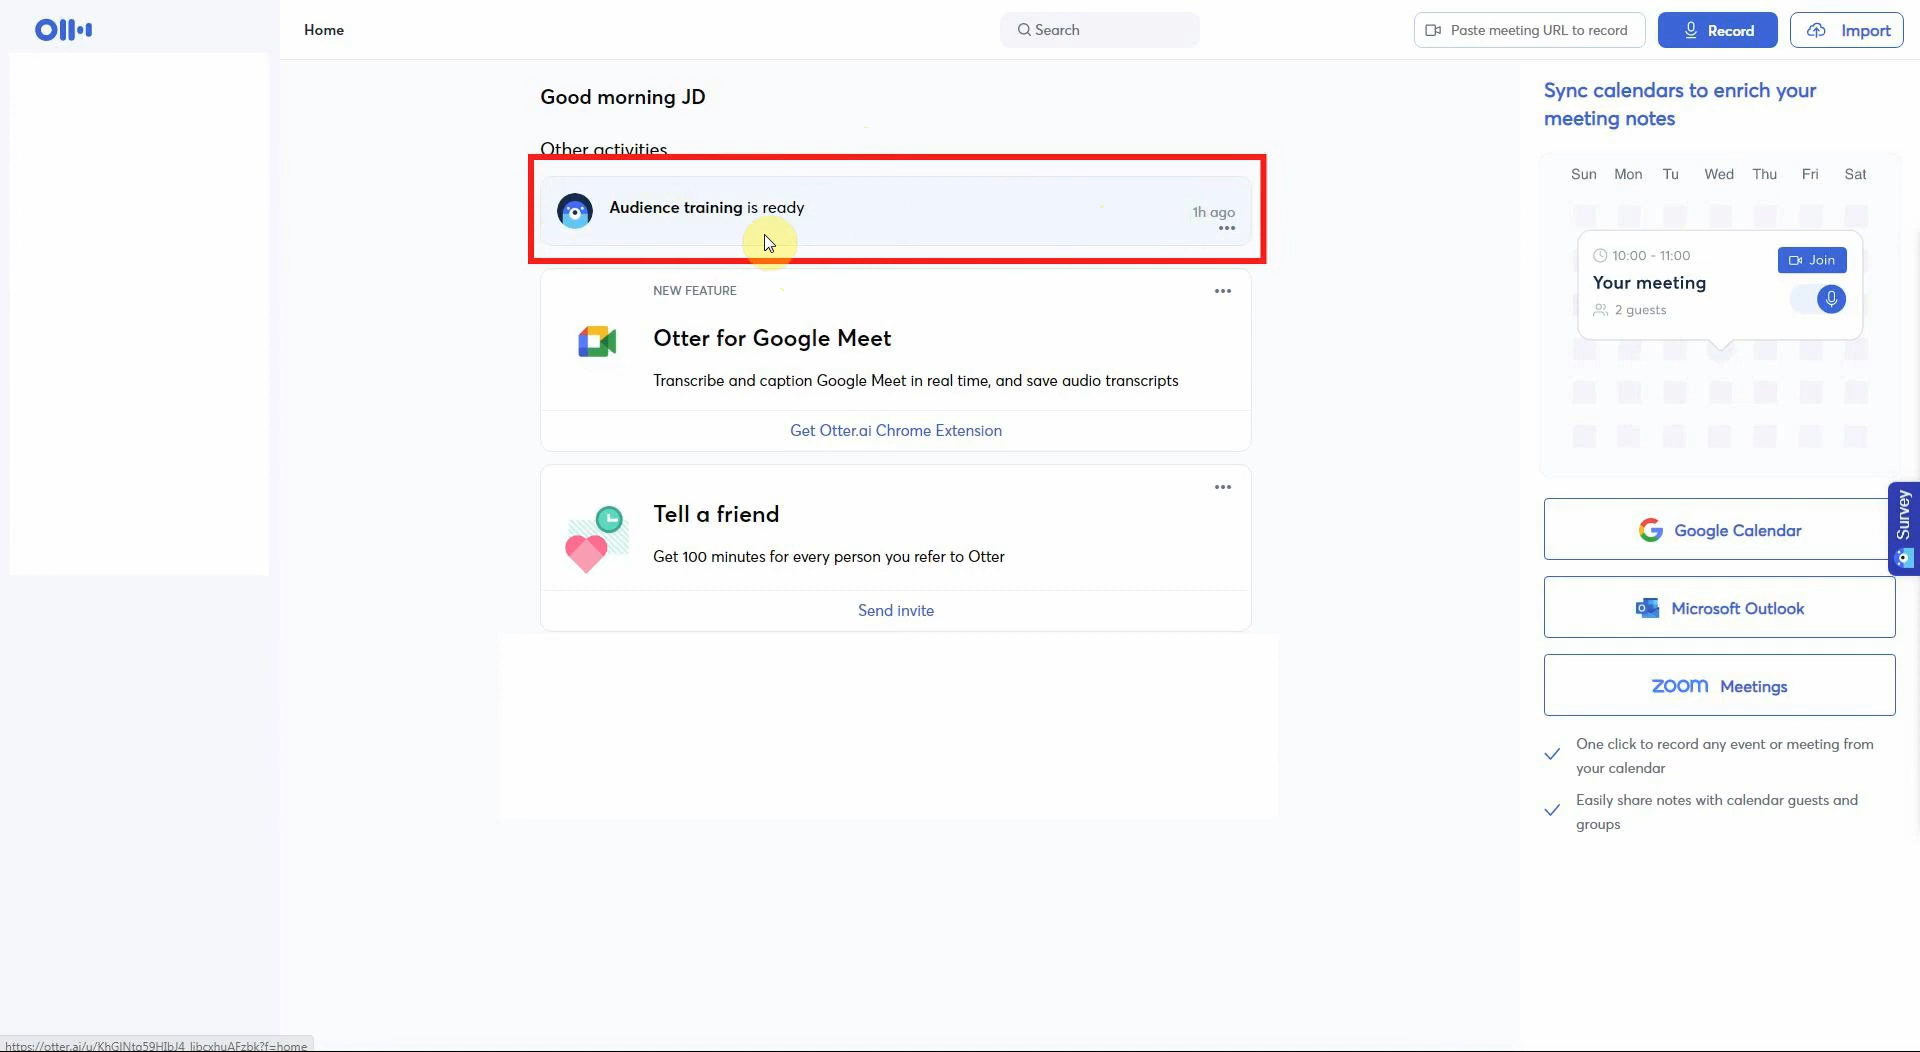 Home
Search
Paste meeting URL to record
Record
Import
Good morning JD
Other activities
Audience training is ready
1h ago
NEW FEATURE
Otter for Google Meet
Transcribe and caption Google Meet in real time, and save audio transcripts
Get Otter.ai Chrome Extension
Tell a friend
Get 100 minutes for every person you refer to Otter
Send invite
Sync calendars to enrich your
meeting notes
Sun Mon Tu Wed Thu Fri Sat
10:00 - 11:00
Join
Your meeting
2 guests
Survey
Google Calendar
Microsoft Outlook
zoom Meetings
One click to record any event or meeting from
your calendar
Easily share notes with calendar guests and
groups